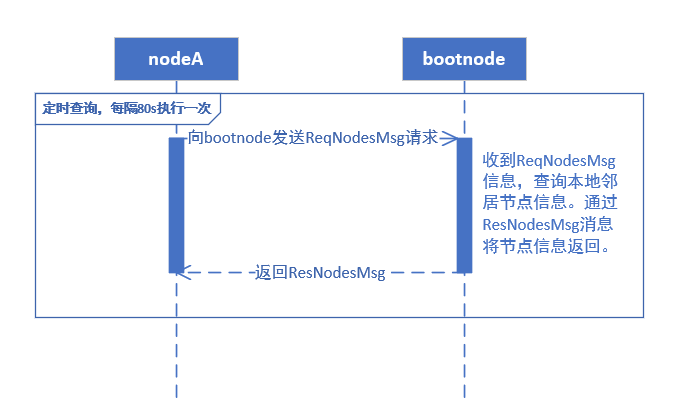 nodeA
bootnode
定时查询，每隔80s执行一次
向bootnode发送ReqNodesMsg请求
收到ReqNodesMsg
信息，查询本地邻
居节点信息。通过
ResNodesMsg消息
将节点信息返回。
返回ResNodesMsg